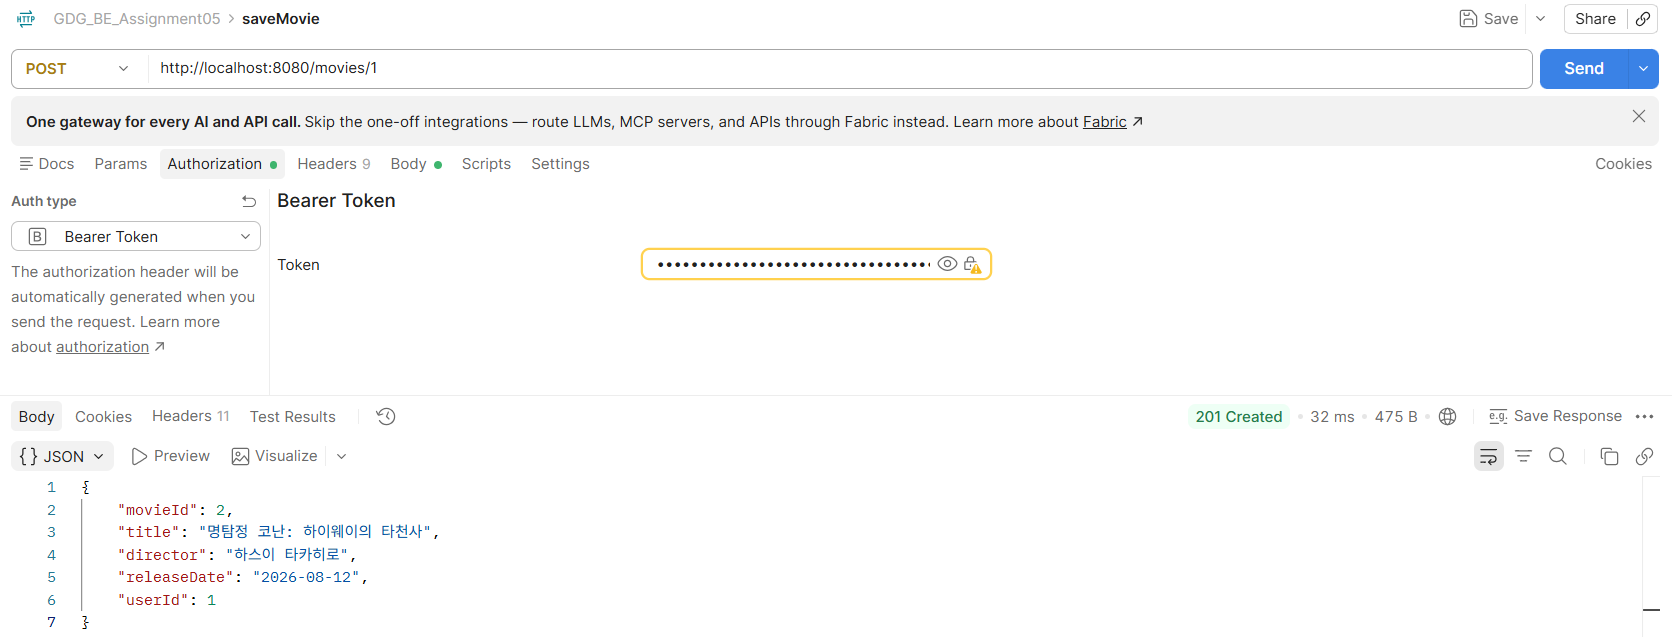 HTTP GDG_BE_Assignment05 > saveMovie Save Share
POST http://localhost:8080/movies/1 Send
One gateway for every AI and API call. Skip the one-off integrations — route LLMs, MCP servers, and APIs through Fabric instead. Learn more about Fabric ↗
Docs Params Authorization Headers 9 Body Scripts Settings Cookies
Auth type
B Bearer Token
The authorization header will be
automatically generated when you
send the request. Learn more
about authorization ↗
Bearer Token
Token ••••••••••••••••••••••••••••••••
Body Cookies Headers 11 Test Results 201 Created • 32 ms • 475 B • e.g. Save Response •••
{} JSON Preview Visualize
1 {
2 "movieId": 2,
3 "title": "명탐정 코난: 하이웨이의 타천사",
4 "director": "하스이 타카히로",
5 "releaseDate": "2026-08-12",
6 "userId": 1
7 }